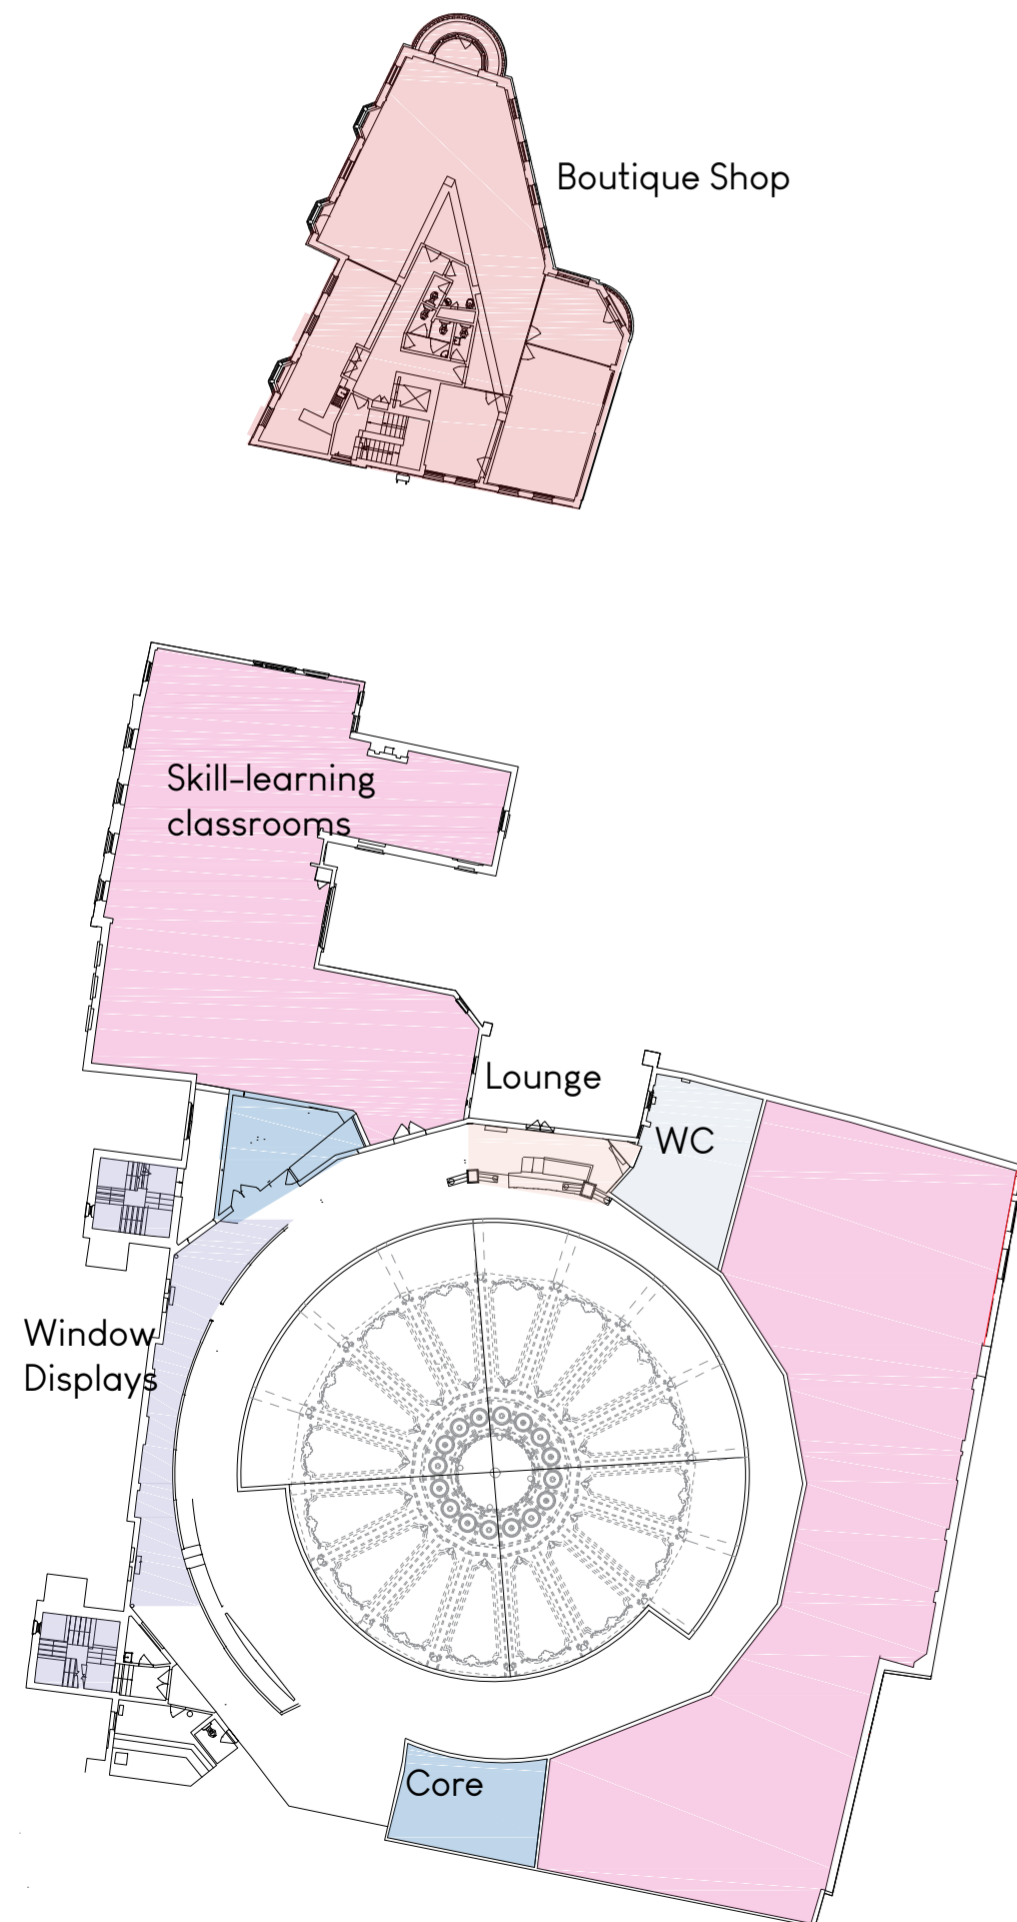 Boutique Shop
Skill-learning
classrooms
Lounge
WC
Window
Displays
Core